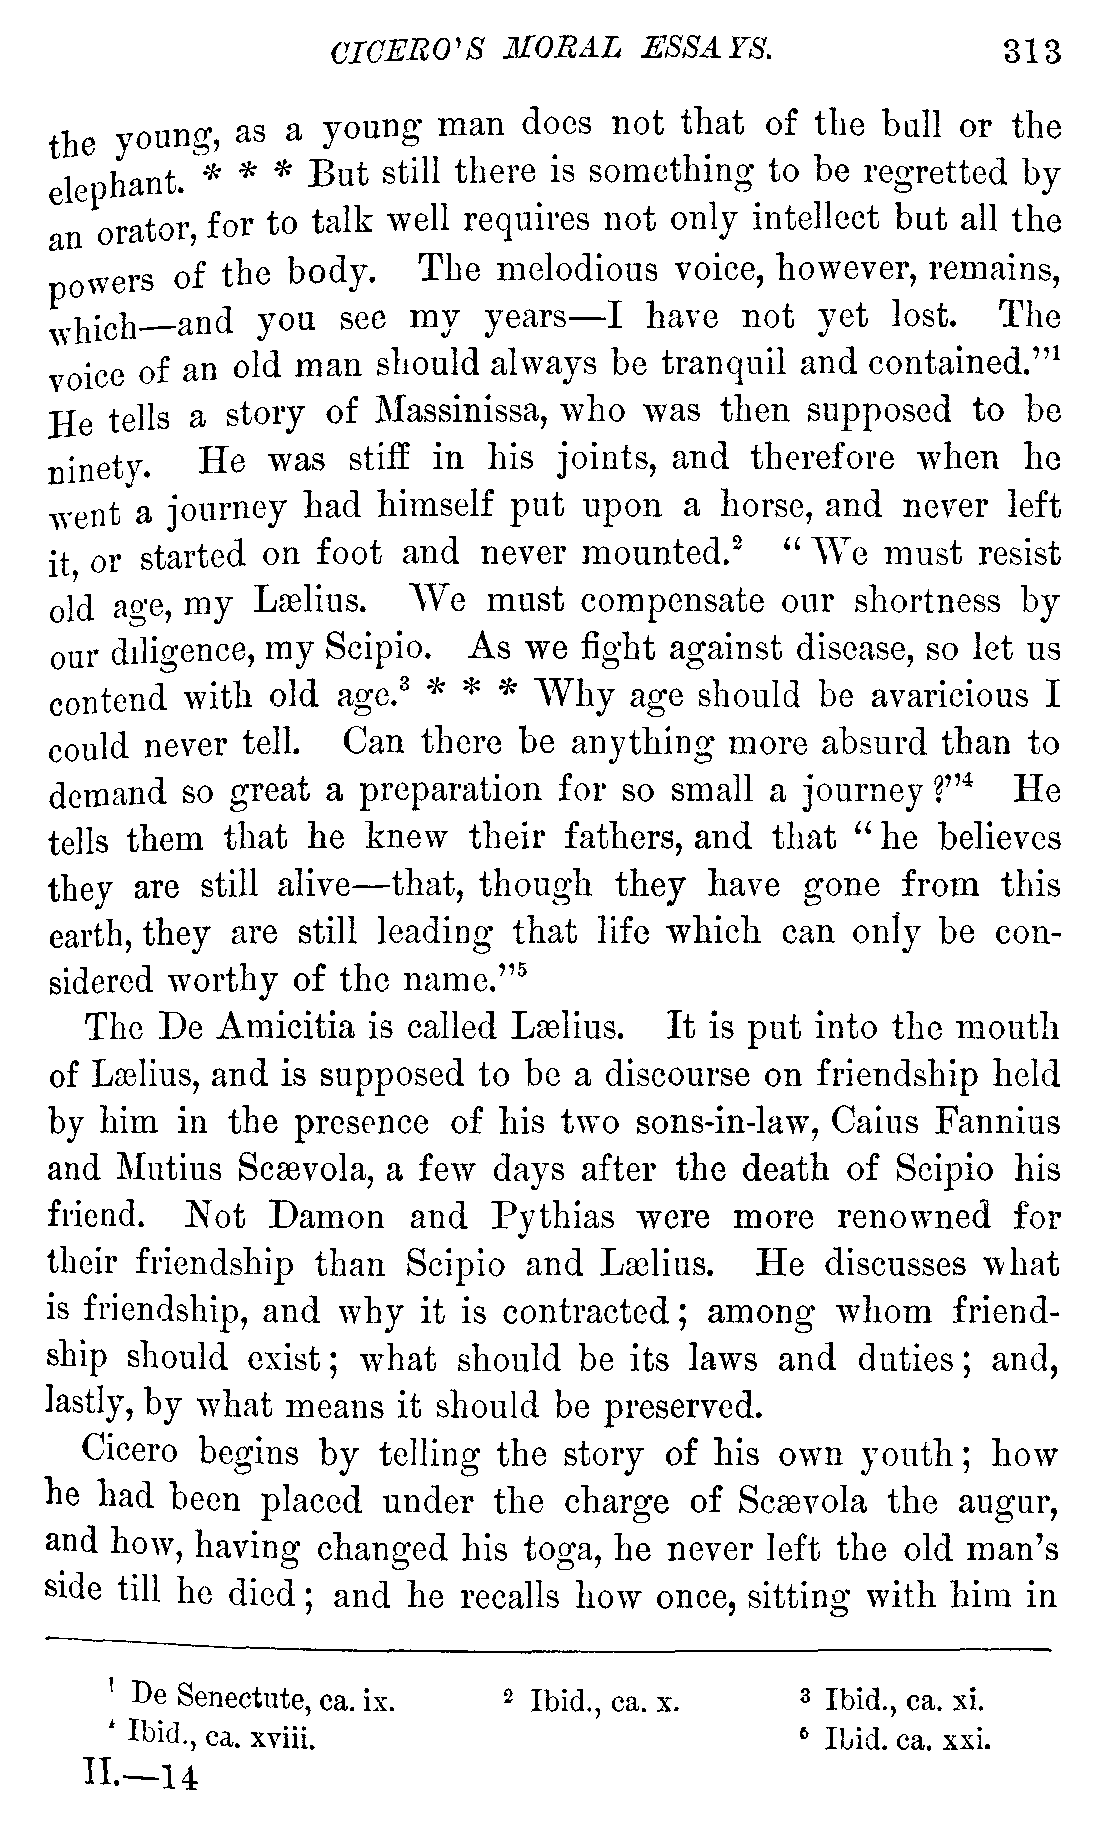 CICERO'S MORAL ESSAYS. 313
the young, as a young man does not that of the bull or the
elephant. * * * But still there is something to be regretted by
an orator, for to talk well requires not only intellect but all the
powers of the body. The melodious voice, however, remains,
which—and you see my years—I have not yet lost. The
voice of an old man should always be tranquil and contained."¹
He tells a story of Massinissa, who was then supposed to be
ninety. He was stiff in his joints, and therefore when he
went a journey had himself put upon a horse, and never left
it, or started on foot and never mounted.² "We must resist
old age, my Lælius. We must compensate our shortness by
our diligence, my Scipio. As we fight against disease, so let us
contend with old age.³ * * * Why age should be avaricious I
could never tell. Can there be anything more absurd than to
demand so great a preparation for so small a journey?"⁴ He
tells them that he knew their fathers, and that "he believes
they are still alive—that, though they have gone from this
earth, they are still leading that life which can only be con-
sidered worthy of the name."⁵
The De Amicitia is called Lælius. It is put into the mouth
of Lælius, and is supposed to be a discourse on friendship held
by him in the presence of his two sons-in-law, Caius Fannius
and Mutius Scævola, a few days after the death of Scipio his
friend. Not Damon and Pythias were more renowned for
their friendship than Scipio and Lælius. He discusses what
is friendship, and why it is contracted; among whom friend-
ship should exist; what should be its laws and duties; and,
lastly, by what means it should be preserved.
Cicero begins by telling the story of his own youth; how
he had been placed under the charge of Scævola the augur,
and how, having changed his toga, he never left the old man's
side till he died; and he recalls how once, sitting with him in
¹ De Senectute, ca. ix. ² Ibid., ca. x. ³ Ibid., ca. xi.
⁴ Ibid., ca. xviii. ⁵ Ibid. ca. xxi.
II.—14